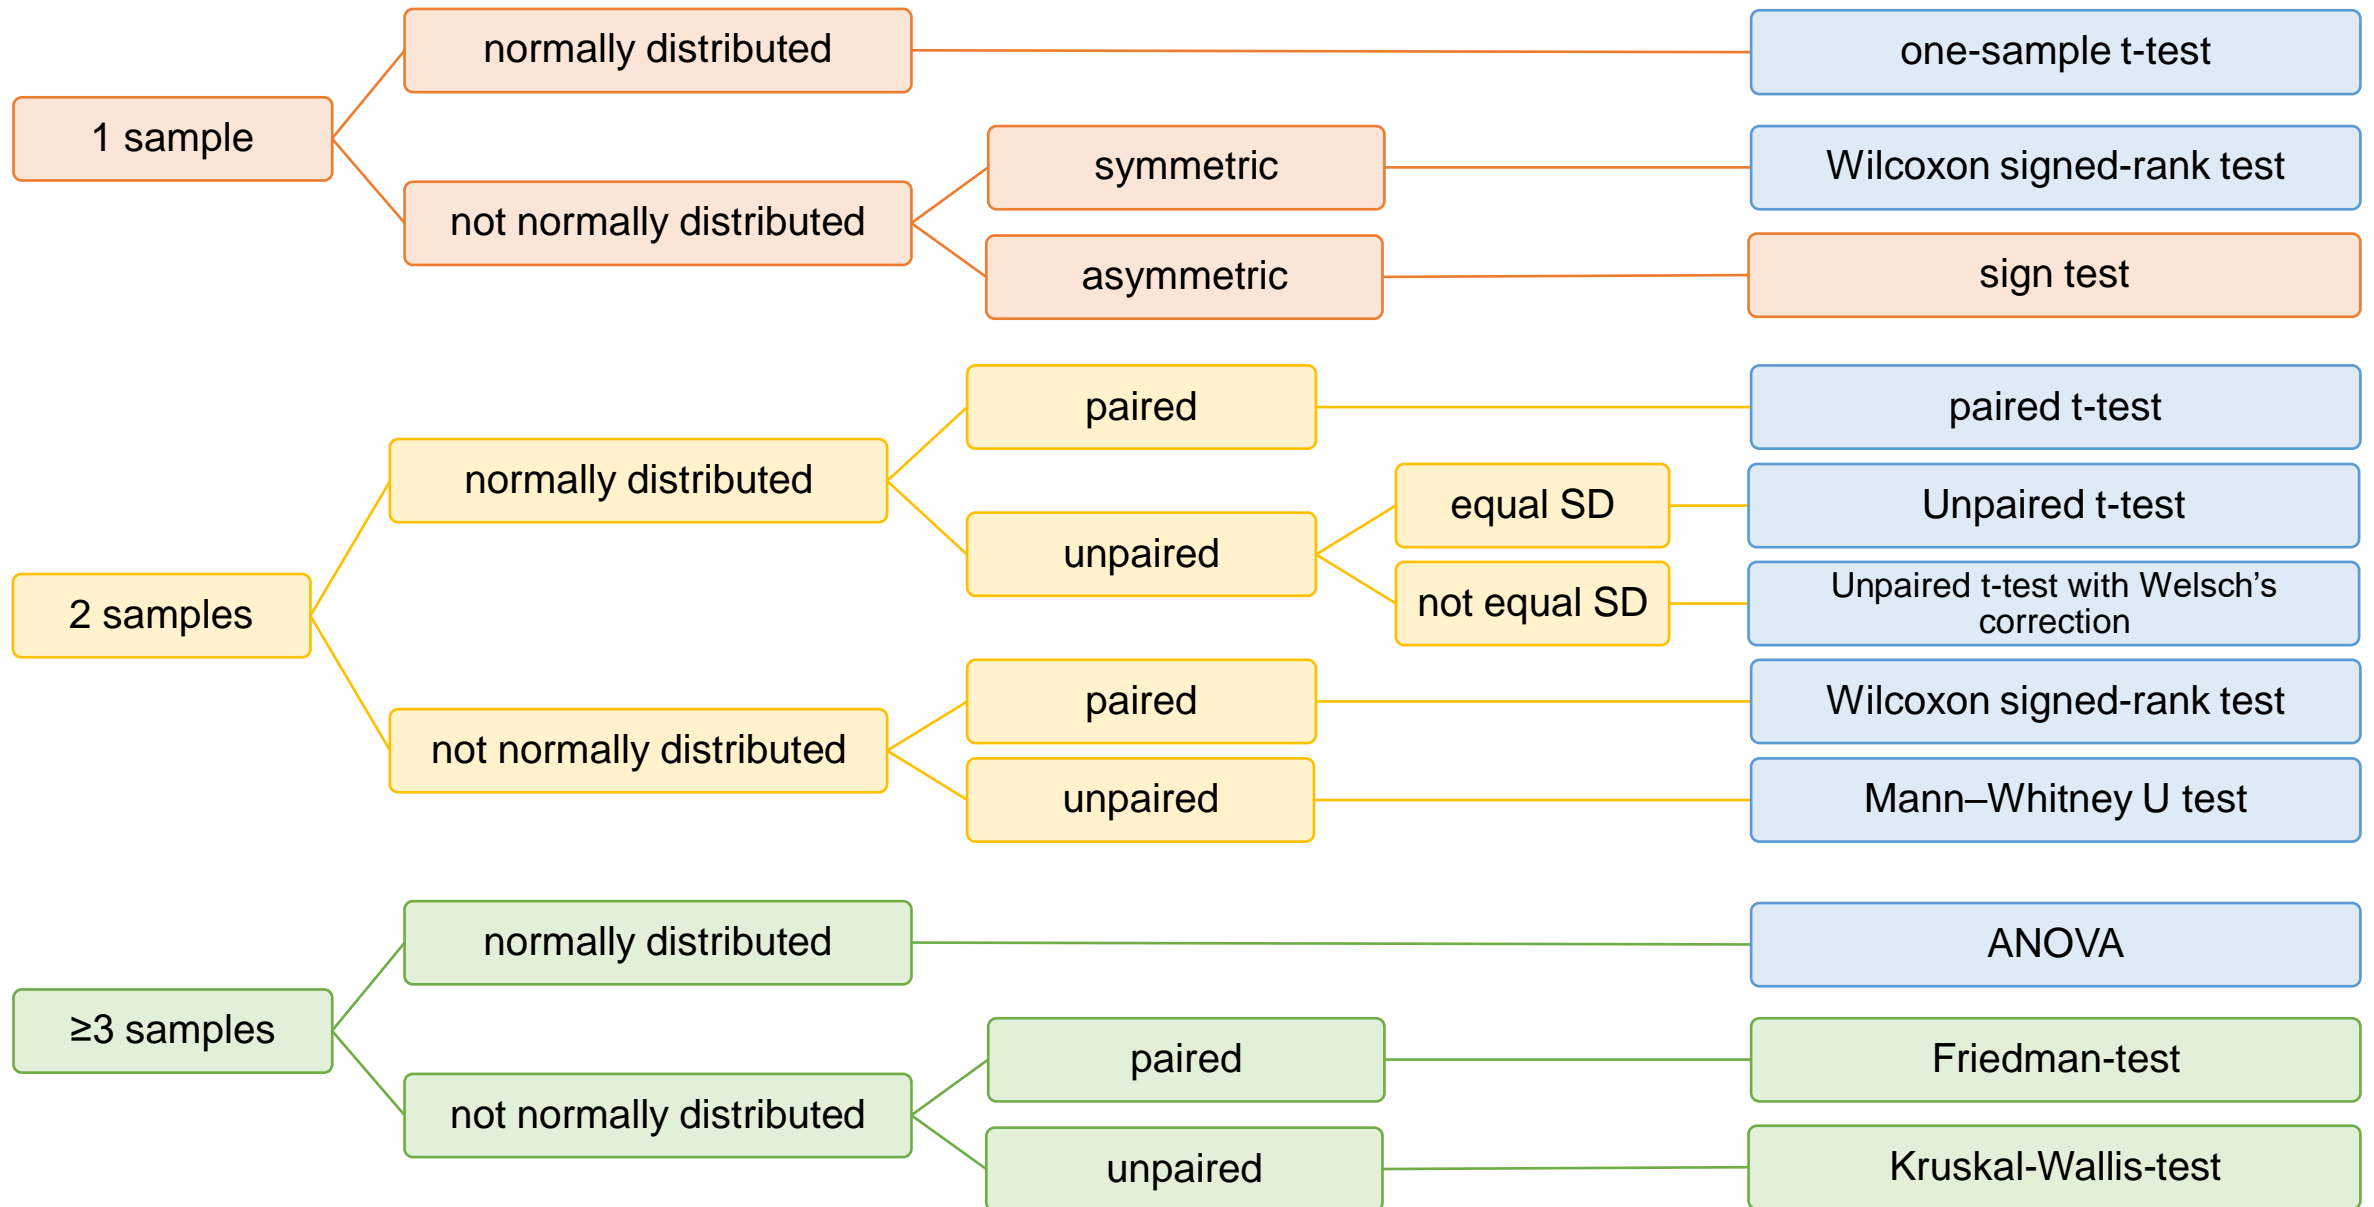 normally distributed
one-sample t-test
1 sample
symmetric
Wilcoxon signed-rank test
not normally distributed
asymmetric
sign test
paired
paired t-test
normally distributed
equal SD
Unpaired t-test
unpaired
not equal SD
Unpaired t-test with Welsch’s
correction
2 samples
paired
Wilcoxon signed-rank test
not normally distributed
unpaired
Mann–Whitney U test
normally distributed
ANOVA
≥3 samples
paired
Friedman-test
not normally distributed
unpaired
Kruskal-Wallis-test